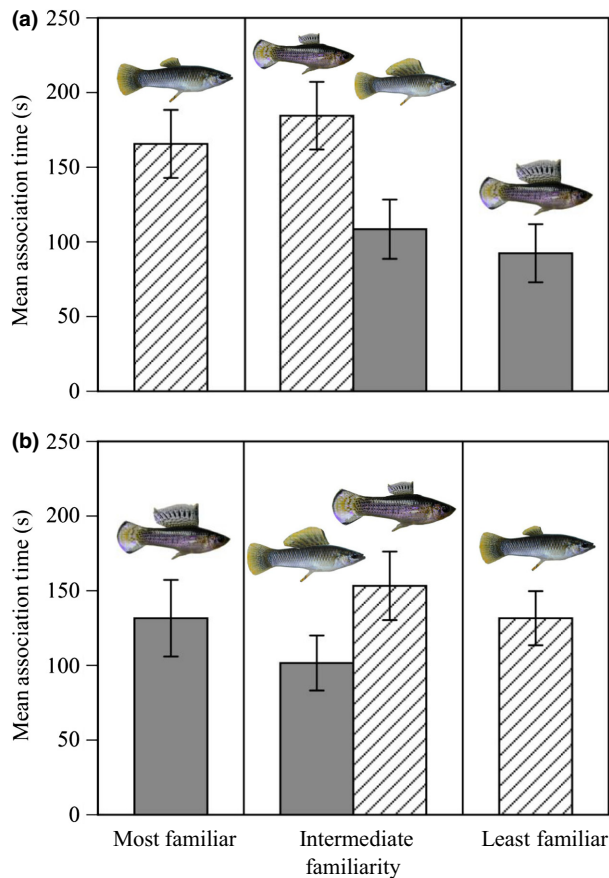 (a)
250
200
150
100
50
0
Mean association time (s)
(b)
250
200
150
100
50
0
Mean association time (s)
Most familiar
Intermediate
familiarity
Least familiar